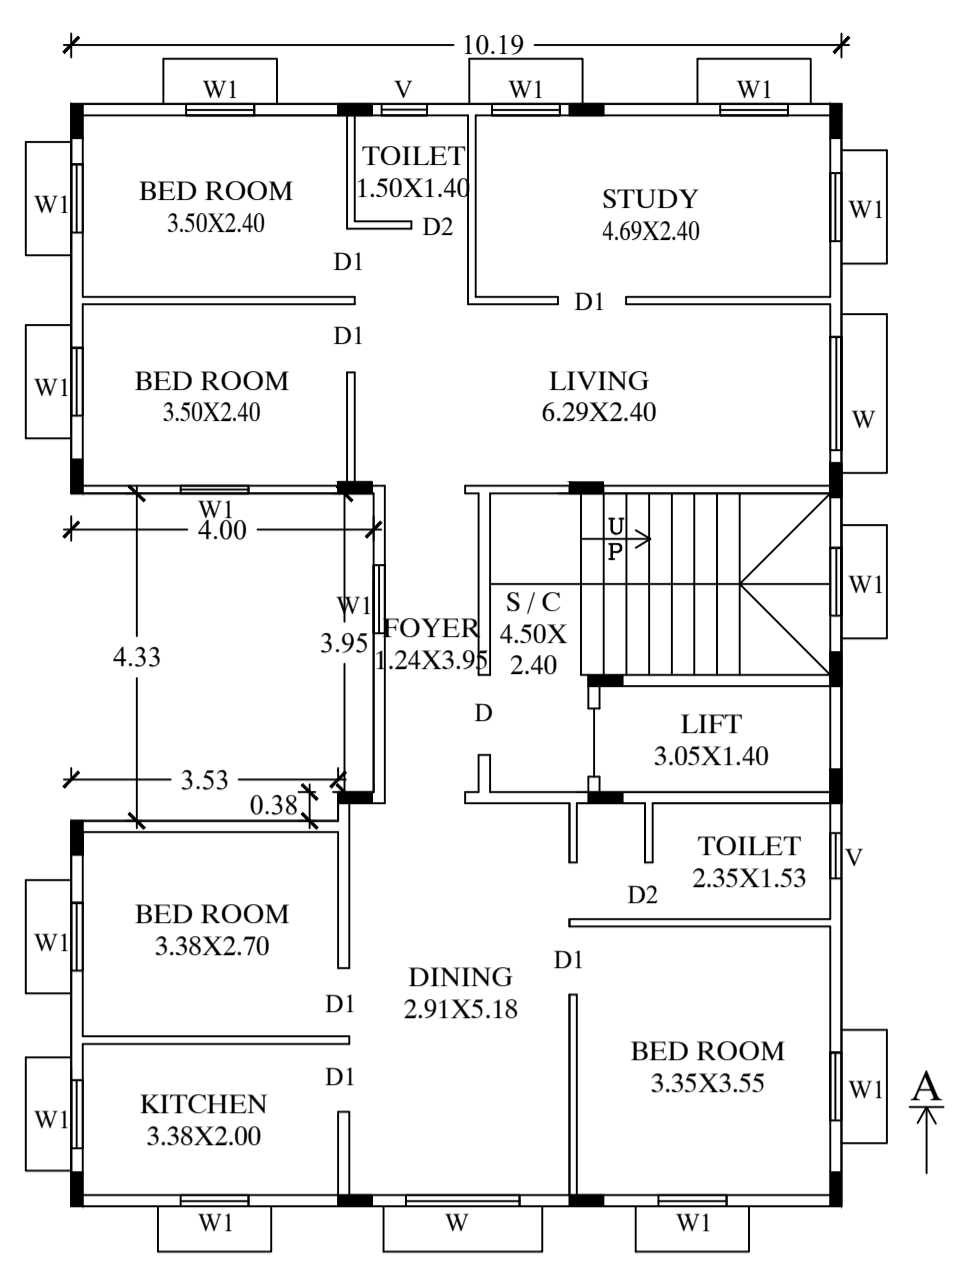 10.19
W1
V
W1
W1
TOILET
1.50X1.40
BED ROOM
3.50X2.40
STUDY
4.69X2.40
W1
W1
D2
D1
D1
D1
BED ROOM
3.50X2.40
LIVING
6.29X2.40
W1
W
W1
4.00
U
P
W1
W1
S / C
4.50X
2.40
FOYER
1.24X3.95
3.95
4.33
D
LIFT
3.05X1.40
3.53
0.38
TOILET
2.35X1.53
V
D2
BED ROOM
3.38X2.70
W1
D1
DINING
2.91X5.18
D1
BED ROOM
3.35X3.55
D1
KITCHEN
3.38X2.00
W1
W1
A
W1
W
W1